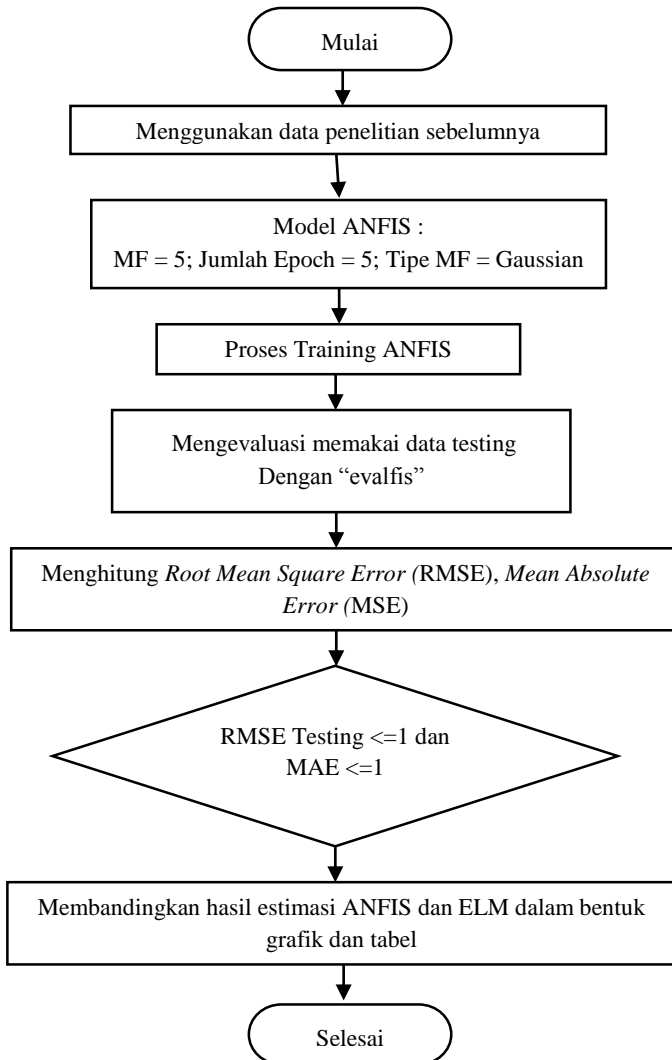 Mulai
Menggunakan data penelitian sebelumnya
Model ANFIS :
MF = 5; Jumlah Epoch = 5; Tipe MF = Gaussian
Proses Training ANFIS
Mengevaluasi memakai data testing
Dengan “evalfis”
Menghitung Root Mean Square Error (RMSE), Mean Absolute
Error (MSE)
RMSE Testing <=1 dan
MAE <=1
Membandingkan hasil estimasi ANFIS dan ELM dalam bentuk
grafik dan tabel
Selesai